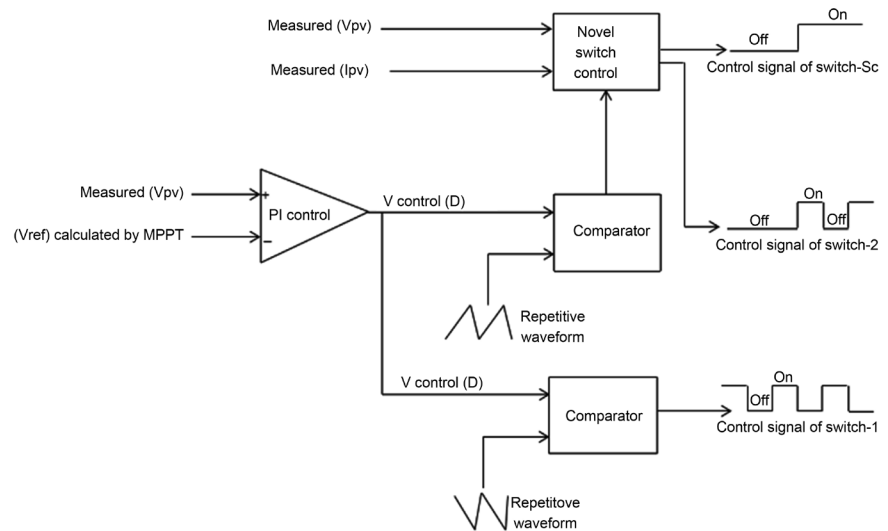 Measured (Vpv)
Measured (Ipv)
Novel
switch
control
On
Off
Control signal of switch-Sc
Measured (Vpv)
(Vref) calculated by MPPT
+
PI control
−
V control (D)
Comparator
On
Off
Off
Control signal of switch-2
Repetitive
waveform
V control (D)
Comparator
On
Off
Control signal of switch-1
Repetitove
waveform